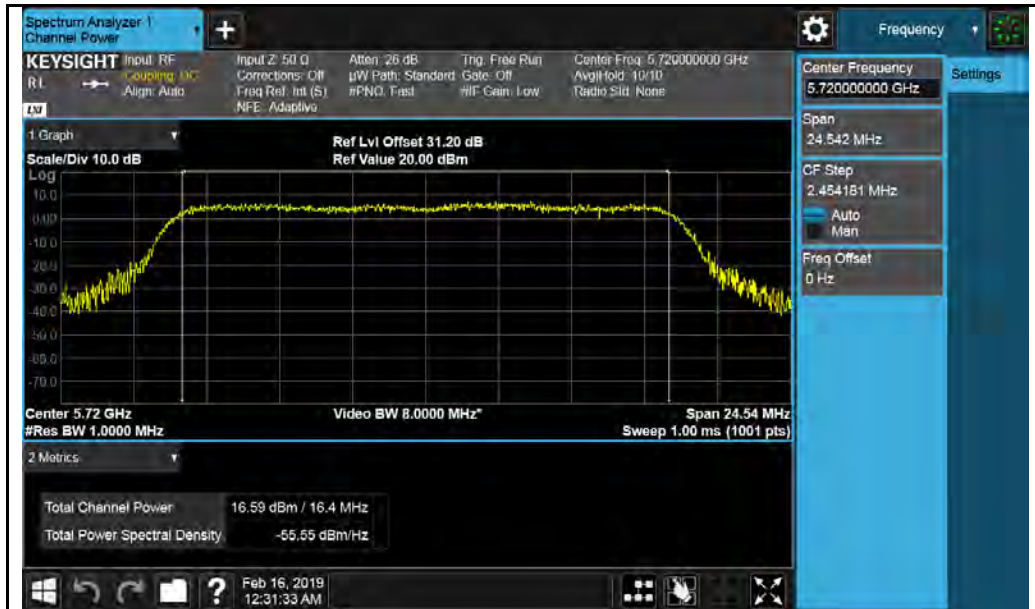 Spectrum Analyzer 1
Channel Power
+
Frequency
KEYSIGHT
RL
LXI
Input: RF
Coupling: DC
Align: Auto
Input Z: 50 Ω
Corrections: Off
Freq Ref: Int (S)
NFE: Adaptive
Atten: 26 dB
µW Path: Standard
#PNO: Fast
Trig: Free Run
Gate: Off
#IF Gain: Low
Center Freq: 5.720000000 GHz
Avg|Hold: 10/10
Radio Std: None
Center Frequency
5.720000000 GHz
Settings
Span
24.542 MHz
CF Step
2.454181 MHz
Auto
Man
Freq Offset
0 Hz
1 Graph
Scale/Div 10.0 dB
Ref Lvl Offset 31.20 dB
Ref Value 20.00 dBm
Log
10.0
0.00
-10.0
-20.0
-30.0
-40.0
-50.0
-60.0
-70.0
Center 5.72 GHz
#Res BW 1.0000 MHz
Video BW 8.0000 MHz*
Span 24.54 MHz
Sweep 1.00 ms (1001 pts)
2 Metrics
Total Channel Power 16.59 dBm / 16.4 MHz
Total Power Spectral Density -55.55 dBm/Hz
?
Feb 16, 2019
12:31:33 AM